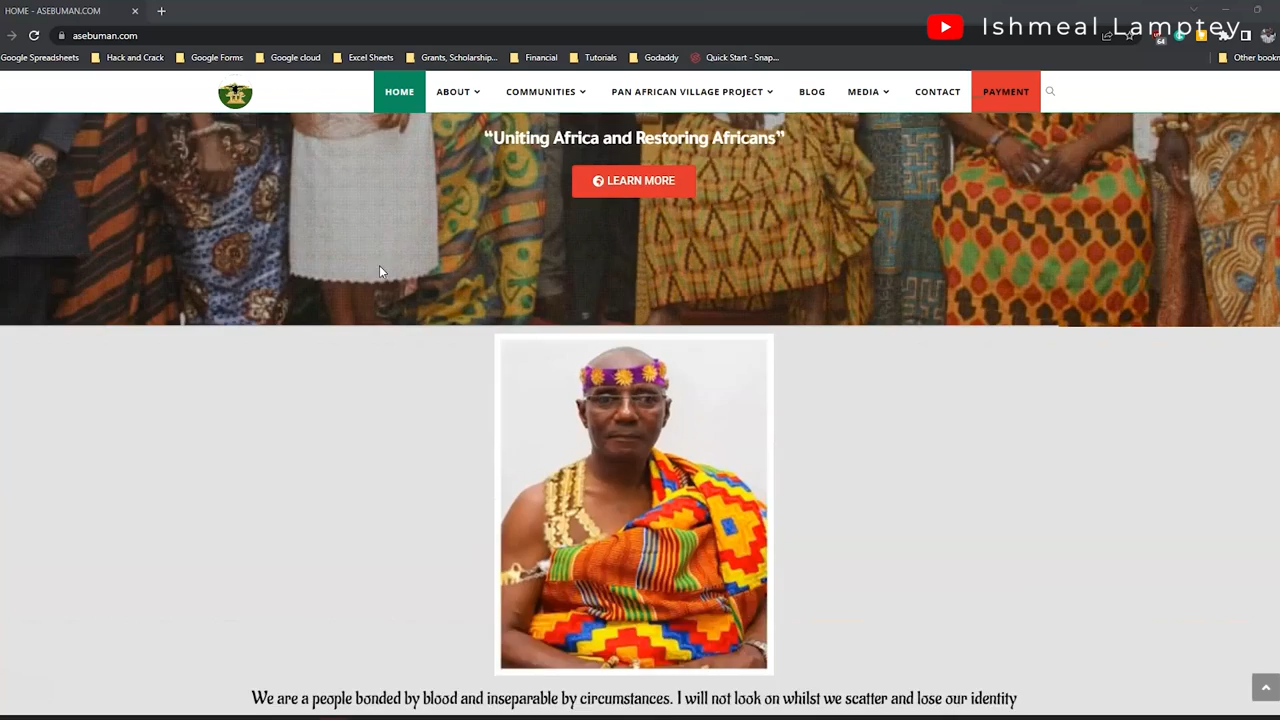 HOME - ASEBUMAN.COM
Ishmeal Lamptey
asebuman.com
64
Google Spreadsheets
Hack and Crack
Google Forms
Google cloud
Excel Sheets
Grants, Scholarship...
Financial
Tutorials
Godaddy
Quick Start - Snap...
Other bookm
HOME
ABOUT
COMMUNITIES
PAN AFRICAN VILLAGE PROJECT
BLOG
MEDIA
CONTACT
PAYMENT
“Uniting Africa and Restoring Africans”
LEARN MORE
We are a people bonded by blood and inseparable by circumstances. I will not look on whilst we scatter and lose our identity